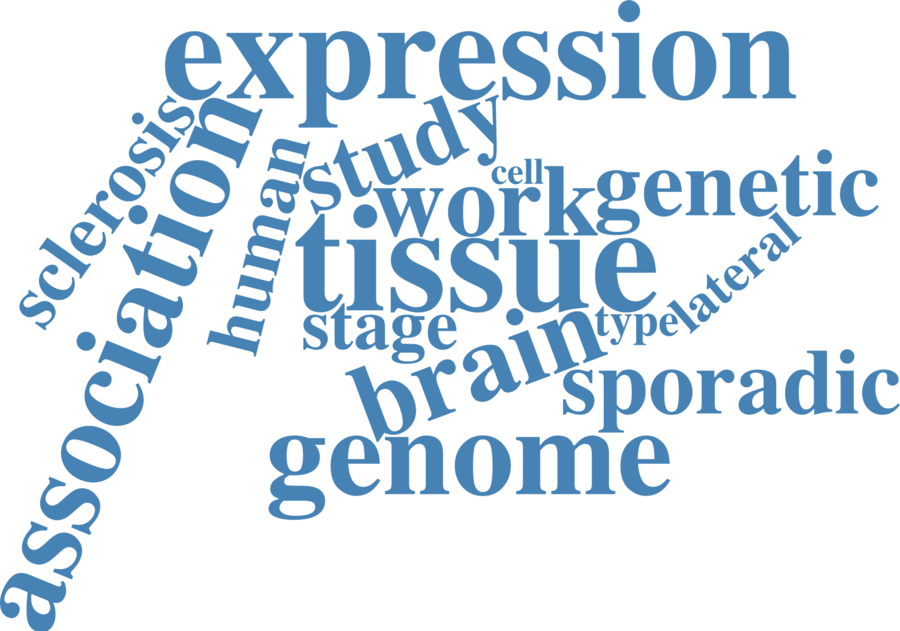 expression
sclerosis
association
human
study
cell
work
genetic
tissue
lateral
stage
type
brain
sporadic
genome